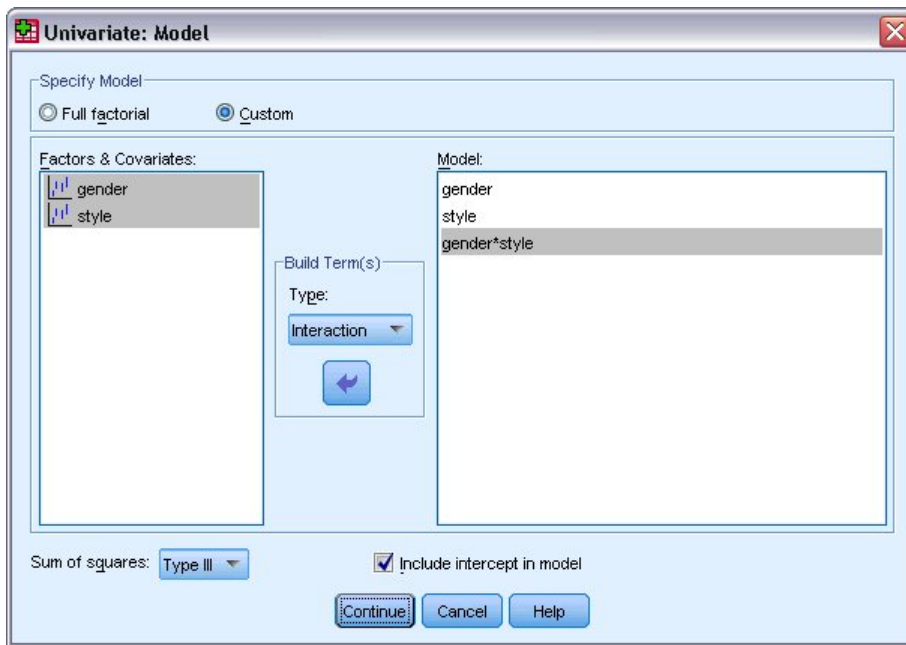 Univariate: Model
Specify Model
Full factorial
Custom
Factors & Covariates:
gender
style
Build Term(s)
Type:
Interaction
Model:
gender
style
gender*style
Sum of squares: Type III
Include intercept in model
Continue
Cancel
Help